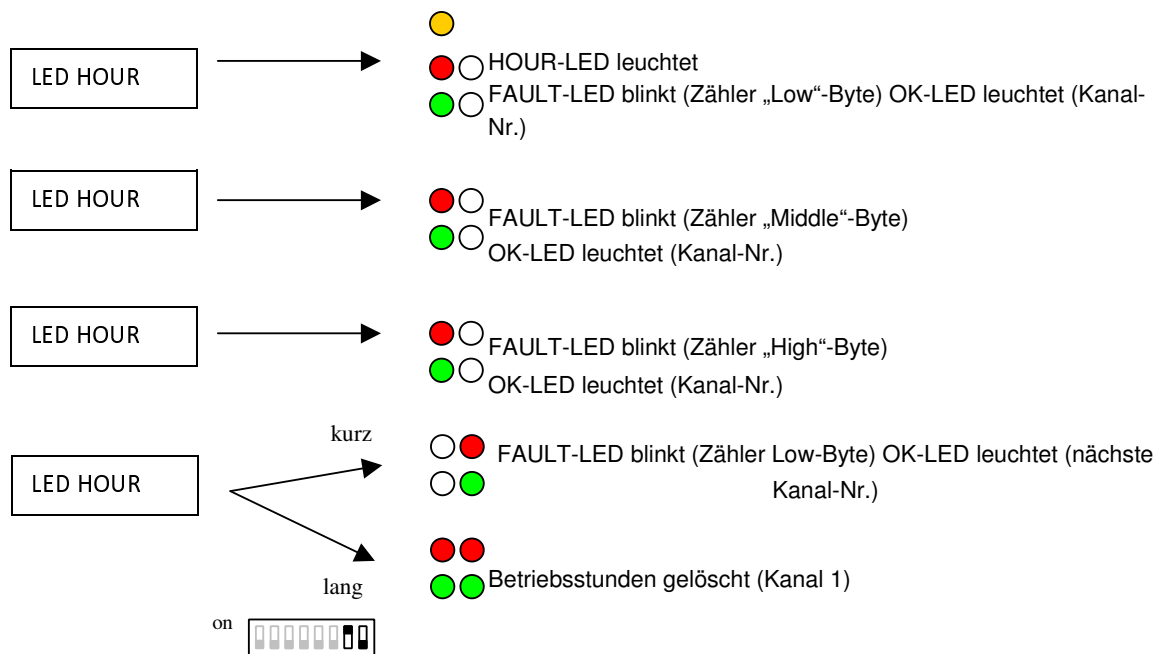 LED HOUR
HOUR-LED leuchtet
FAULT-LED blinkt (Zähler „Low“-Byte) OK-LED leuchtet (Kanal-
Nr.)
LED HOUR
FAULT-LED blinkt (Zähler „Middle“-Byte)
OK-LED leuchtet (Kanal-Nr.)
LED HOUR
FAULT-LED blinkt (Zähler „High“-Byte)
OK-LED leuchtet (Kanal-Nr.)
LED HOUR
kurz
FAULT-LED blinkt (Zähler Low-Byte) OK-LED leuchtet (nächste
Kanal-Nr.)
lang
Betriebsstunden gelöscht (Kanal 1)
on